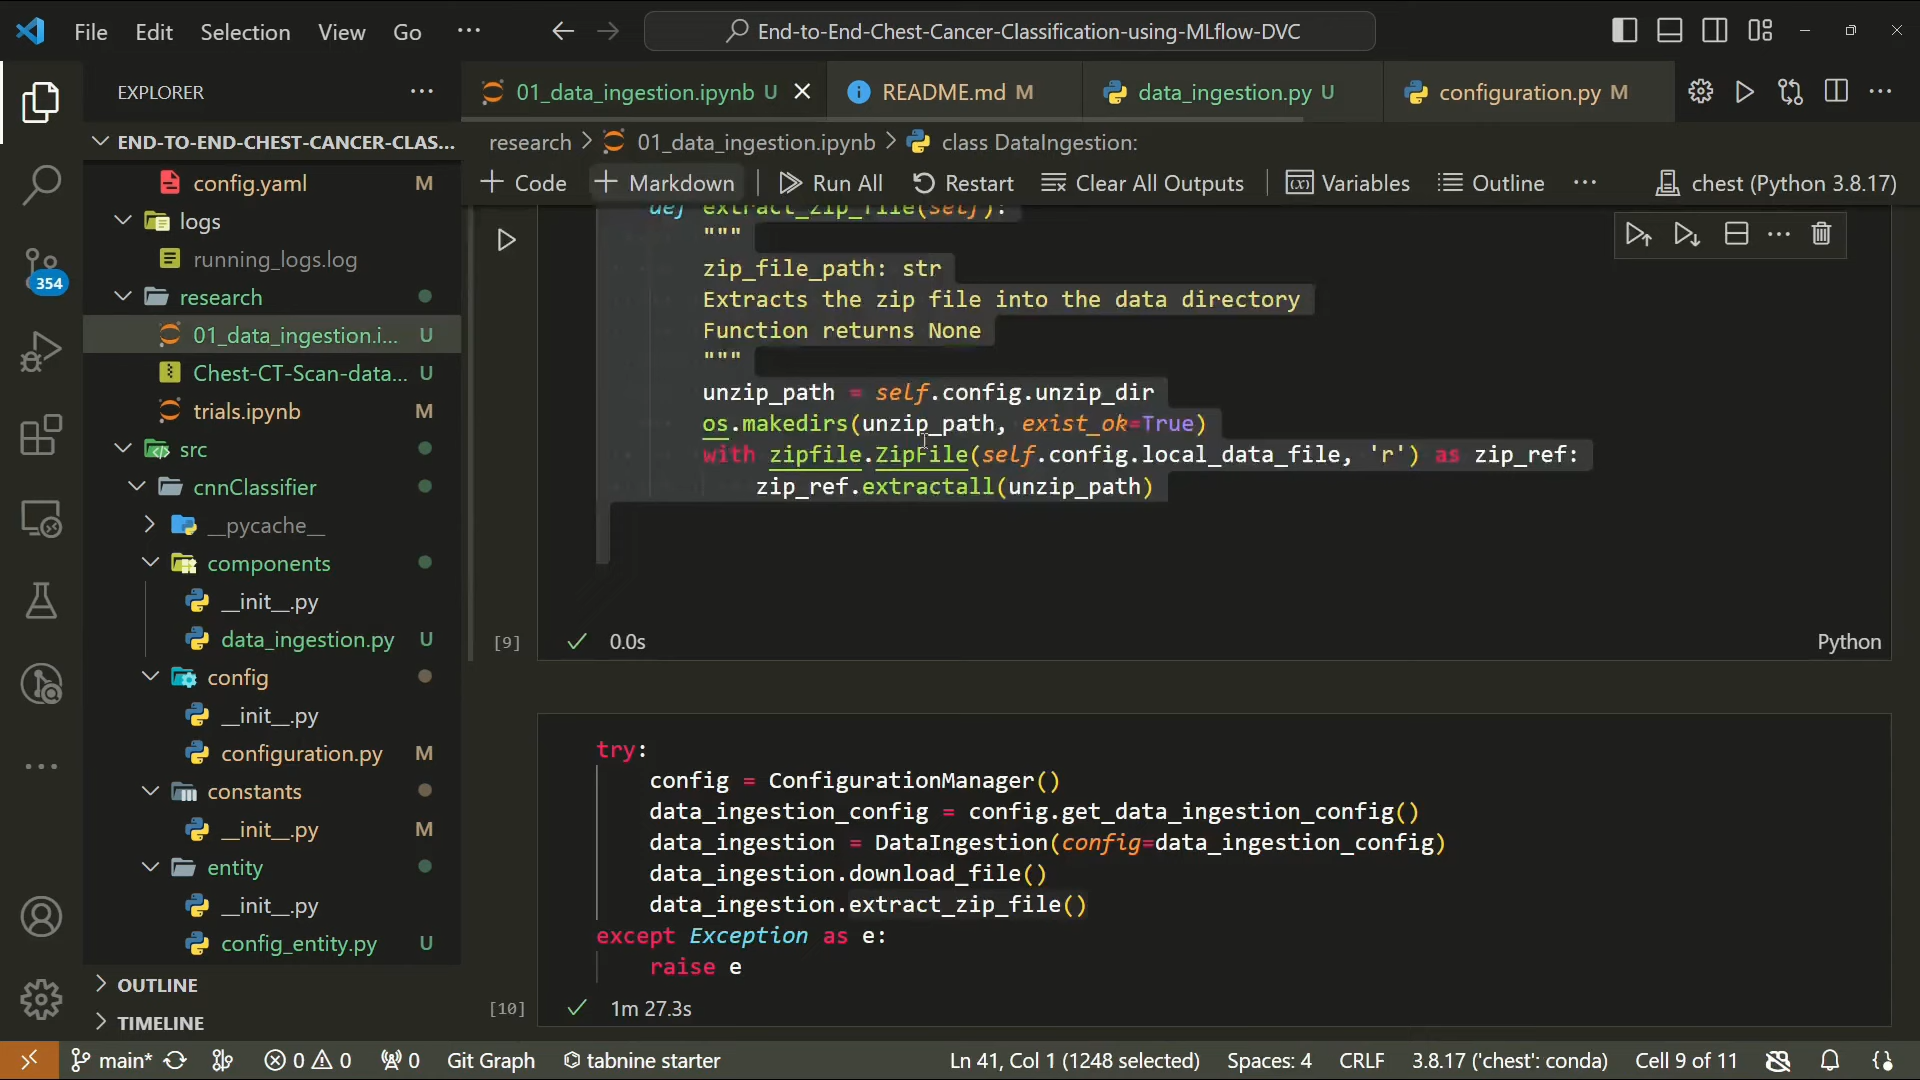 File Edit Selection View Go ···
End-to-End-Chest-Cancer-Classification-using-MLflow-DVC
EXPLORER
END-TO-END-CHEST-CANCER-CLAS...
config.yaml M
logs
running_logs.log
research
01_data_ingestion.i... U
Chest-CT-Scan-data... U
trials.ipynb M
src
cnnClassifier
__pycache__
components
__init__.py
data_ingestion.py U
config
__init__.py
configuration.py M
constants
__init__.py M
entity
__init__.py
config_entity.py U
OUTLINE
TIMELINE
354
01_data_ingestion.ipynb U
README.md M
data_ingestion.py U
configuration.py M
research > 01_data_ingestion.ipynb > class DataIngestion:
+ Code + Markdown Run All Restart Clear All Outputs Variables Outline ··· chest (Python 3.8.17)
def extract_zip_file(self):
"""
zip_file_path: str
Extracts the zip file into the data directory
Function returns None
"""
unzip_path = self.config.unzip_dir
os.makedirs(unzip_path, exist_ok=True)
with zipfile.ZipFile(self.config.local_data_file, 'r') as zip_ref:
zip_ref.extractall(unzip_path)
[9] 0.0s Python
try:
config = ConfigurationManager()
data_ingestion_config = config.get_data_ingestion_config()
data_ingestion = DataIngestion(config=data_ingestion_config)
data_ingestion.download_file()
data_ingestion.extract_zip_file()
except Exception as e:
raise e
[10] 1m 27.3s
main* 0 0 0 Git Graph tabnine starter Ln 41, Col 1 (1248 selected) Spaces: 4 CRLF 3.8.17 ('chest': conda) Cell 9 of 11